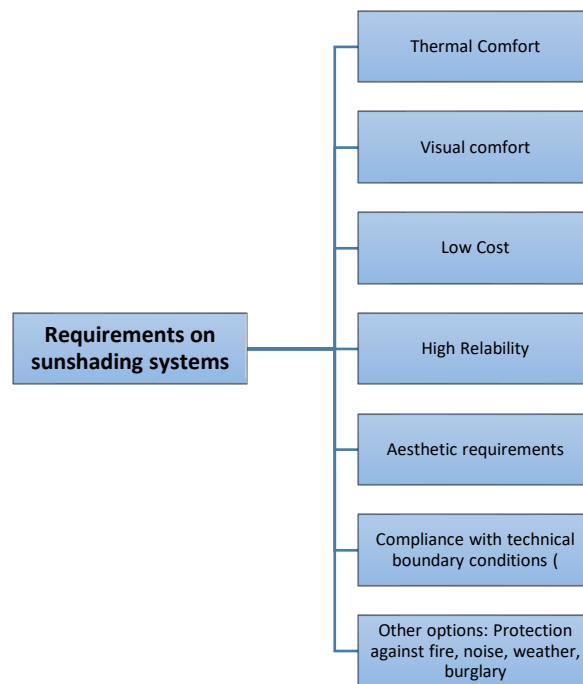 Thermal Comfort
Visual comfort
Low Cost
Requirements on
sunshading systems
High Relability
Aesthetic requirements
Compliance with technical
boundary conditions (
Other options: Protection
against fire, noise, weather,
burglary